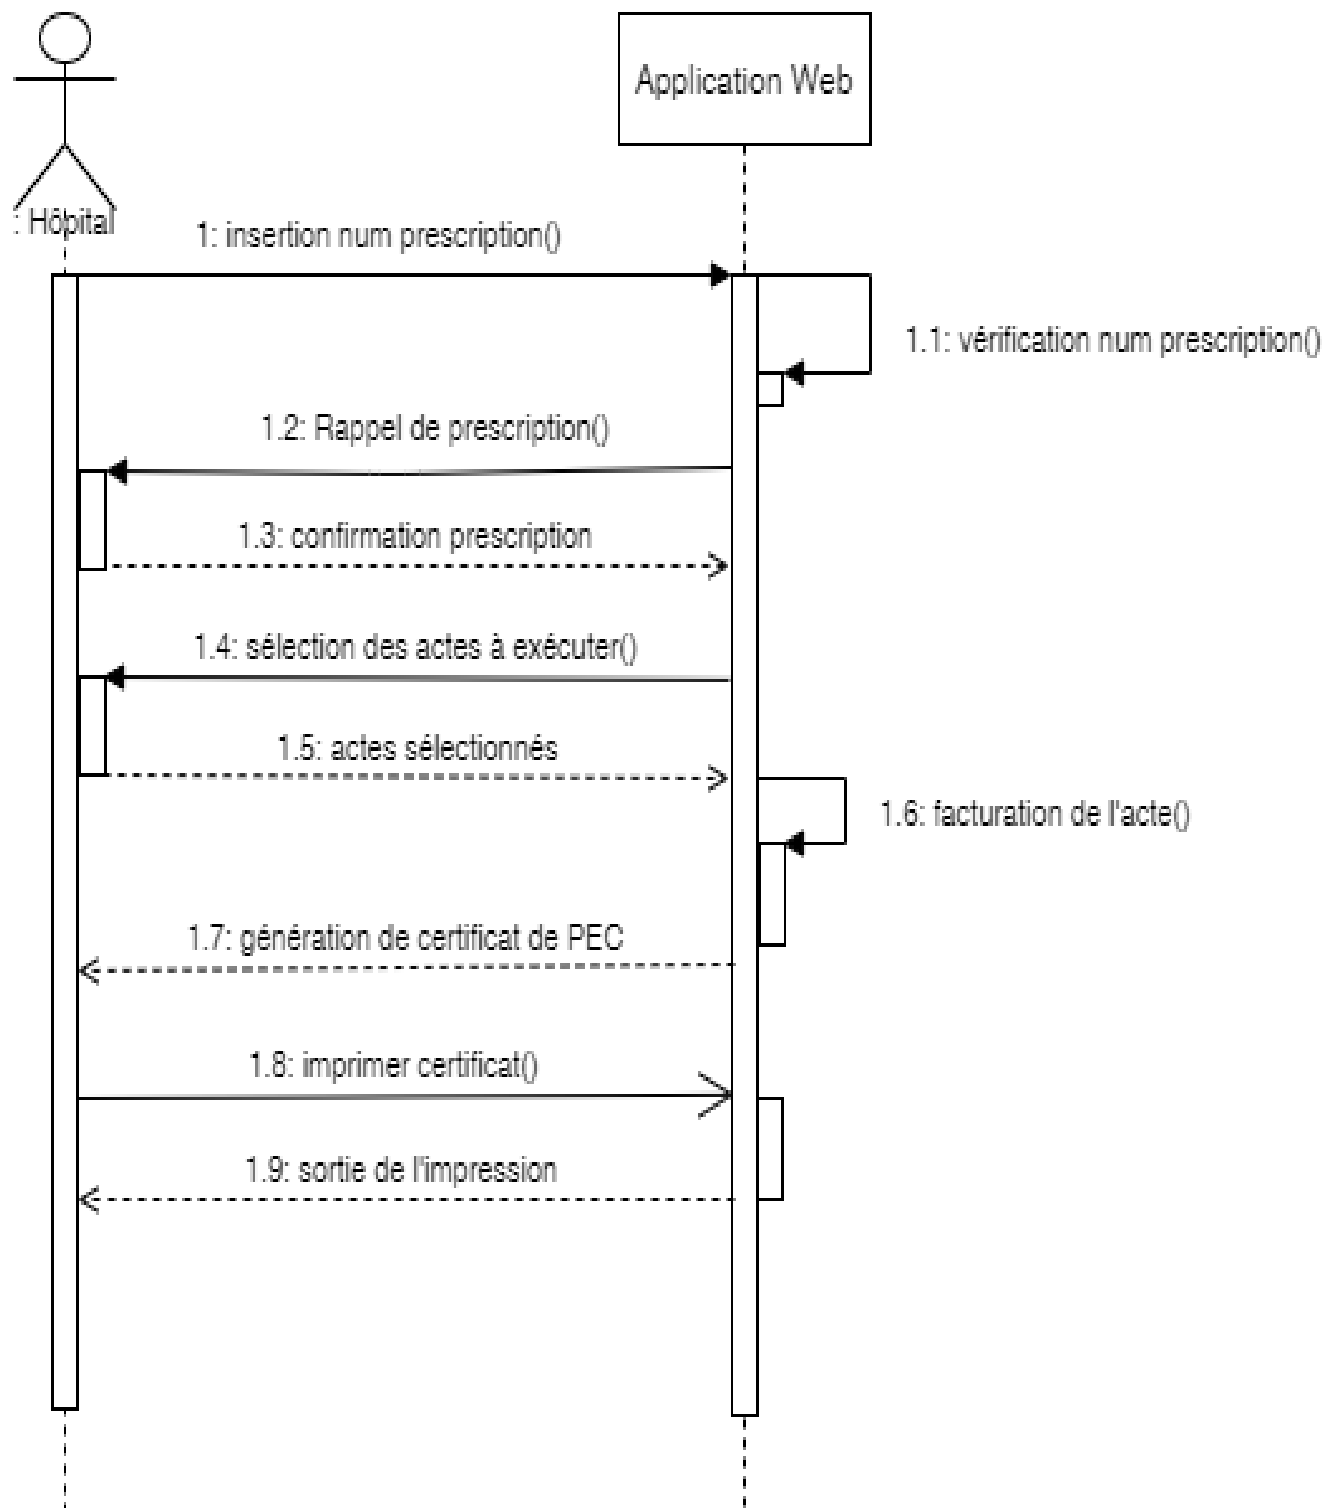 Application Web
: Hôpital
1: insertion num prescription()
1.1: vérification num prescription()
1.2: Rappel de prescription()
1.3: confirmation prescription
1.4: sélection des actes à exécuter()
1.5: actes sélectionnés
1.6: facturation de l'acte()
1.7: génération de certificat de PEC
1.8: imprimer certificat()
1.9: sortie de l'impression